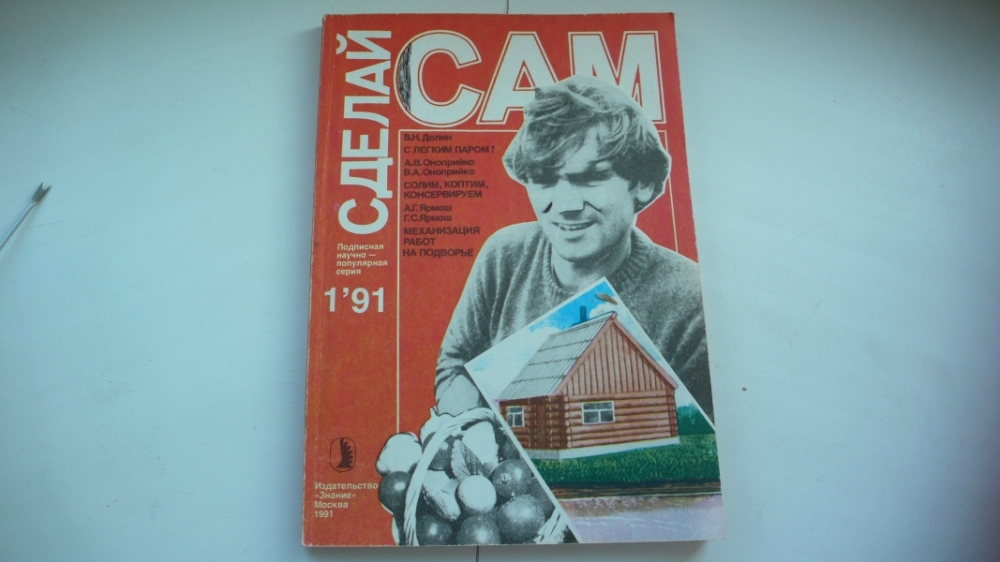 СДЕЛАЙ
САМ
В.Н.Долин
С ЛЕГКИМ ПАРОМ!
А.В.Оноприйко
В.А.Оноприйко
СОЛИМ, КОПТИМ,
КОНСЕРВИРУЕМ
А.Г.Ярмош
Г.С.Ярмош
МЕХАНИЗАЦИЯ
РАБОТ
НА ПОДВОРЬЕ
Подписная
научно —
популярная
серия
1'91
Издательство
«Знание»
Москва
1991